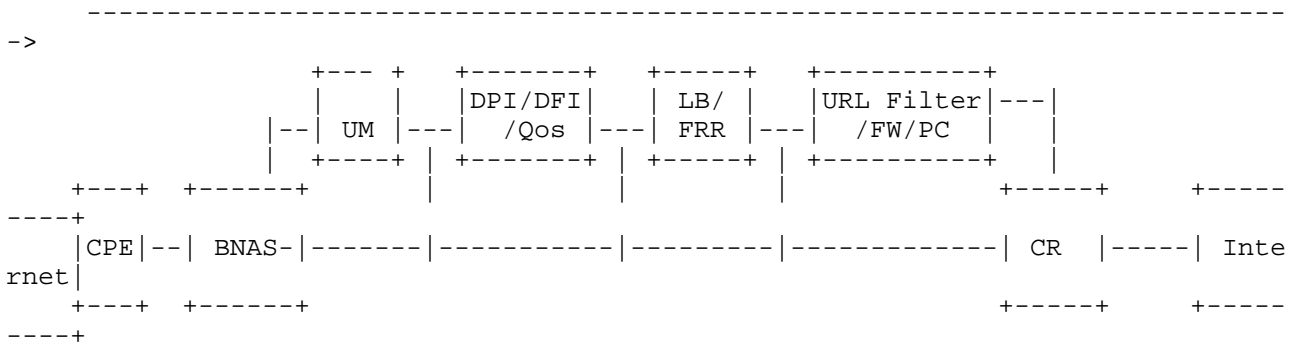 ------------------------------------------------------------------------------
->
                +--- +   +-------+   +-----+   +----------+
                |    |   |DPI/DFI|   | LB/ |   |URL Filter|---|
             |--| UM |---|  /Qos |---| FRR |---|  /FW/PC  |   |
             |  +----+ | +-------+ | +-----+ | +----------+   |
 +---+  +------+       |           |         |             +-----+     +-----
----+
 |CPE|--| BNAS-|-------|-----------|---------|-------------| CR  |-----| Inte
rnet|
 +---+  +------+                                           +-----+     +-----
----+